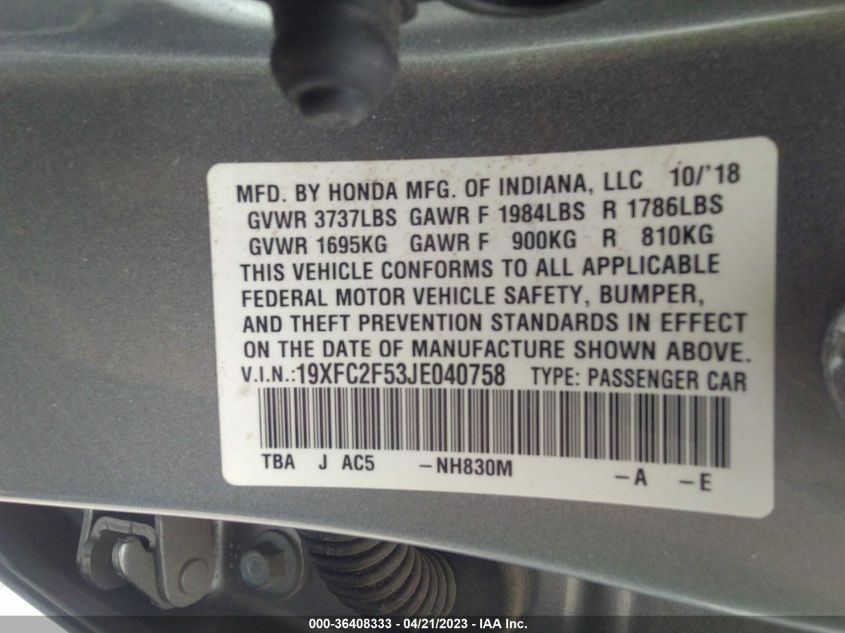 MFD. BY HONDA MFG. OF INDIANA, LLC 10/'18
GVWR 3737LBS GAWR F 1984LBS R 1786LBS
GVWR 1695KG GAWR F 900KG R 810KG
THIS VEHICLE CONFORMS TO ALL APPLICABLE
FEDERAL MOTOR VEHICLE SAFETY, BUMPER,
AND THEFT PREVENTION STANDARDS IN EFFECT
ON THE DATE OF MANUFACTURE SHOWN ABOVE.
V.I.N.:19XFC2F53JE040758 TYPE: PASSENGER CAR
TBA J AC5 -NH830M -A -E
000-36408333 - 04/21/2023 - IAA Inc.